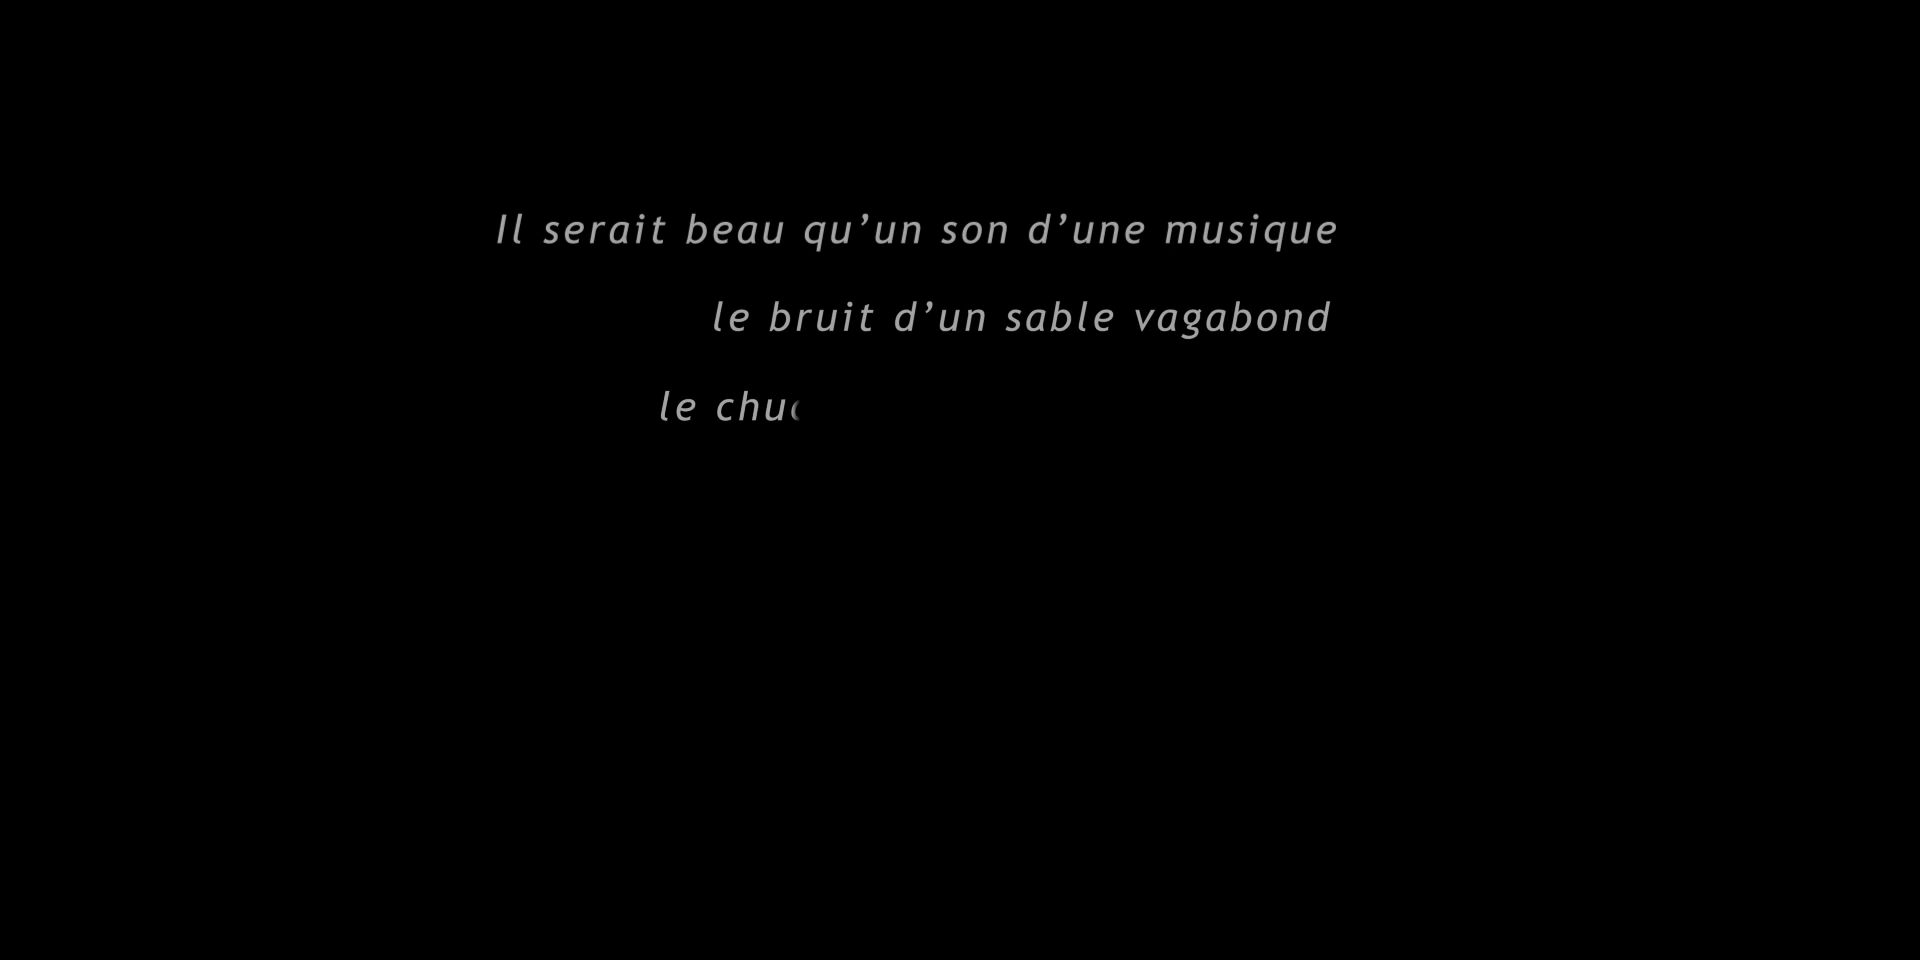 Il serait beau qu’un son d’une musique
le bruit d’un sable vagabond
le chu